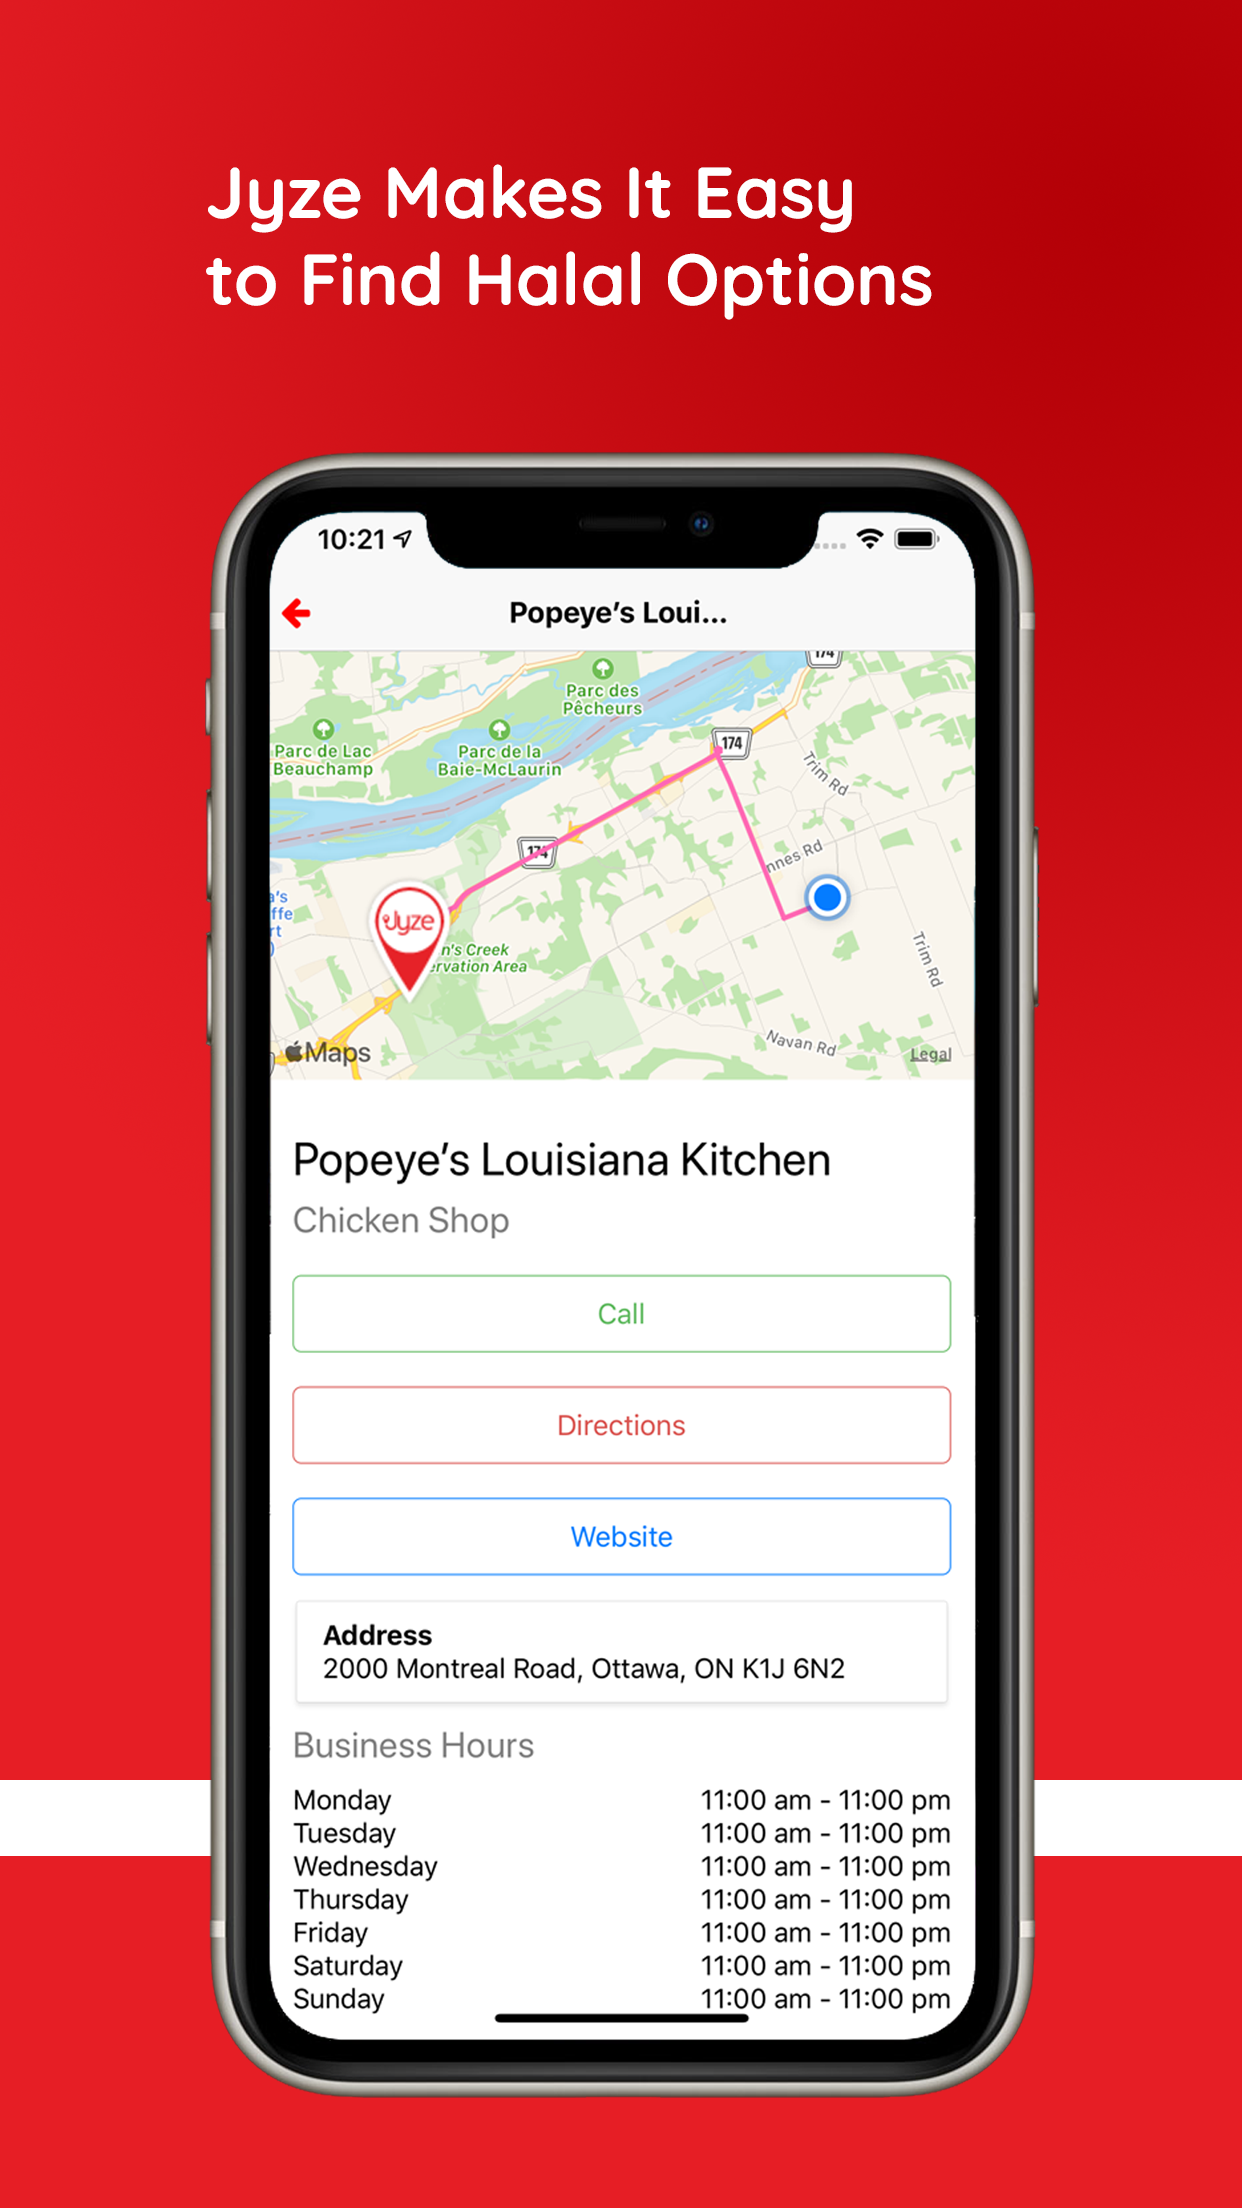 Jyze Makes It Easy
to Find Halal Options
10:21
Popeye’s Loui...
174
Parc des
Pêcheurs
174
Parc de Lac
Beauchamp
Parc de la
Baie-McLaurin
Trim Rd
174
nnes Rd
Jyze
n's Creek
ervation Area
Trim Rd
Navan Rd
Maps
Legal
Popeye’s Louisiana Kitchen
Chicken Shop
Call
Directions
Website
Address
2000 Montreal Road, Ottawa, ON K1J 6N2
Business Hours
Monday 11:00 am - 11:00 pm
Tuesday 11:00 am - 11:00 pm
Wednesday 11:00 am - 11:00 pm
Thursday 11:00 am - 11:00 pm
Friday 11:00 am - 11:00 pm
Saturday 11:00 am - 11:00 pm
Sunday 11:00 am - 11:00 pm